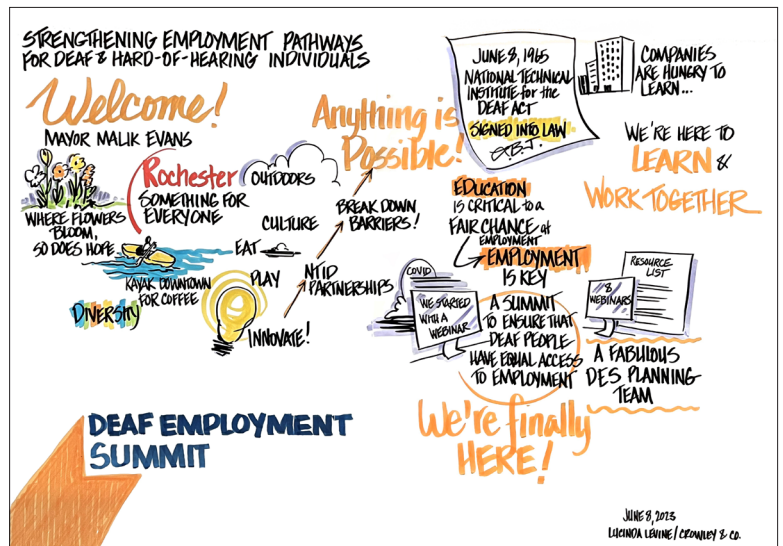 STRENGTHENING EMPLOYMENT PATHWAYS
FOR DEAF & HARD-OF-HEARING INDIVIDUALS
Welcome!
MAYOR MALIK EVANS
WHERE FLOWERS
BLOOM,
SO DOES HOPE
Rochester
SOMETHING FOR
EVERYONE
OUTDOORS
CULTURE
EAT
KAYAK DOWNTOWN
FOR COFFEE
PLAY
DIVERSITY
INNOVATE!
NTID
PARTNERSHIPS
BREAK DOWN
BARRIERS!
Anything is
Possible!
JUNE 8, 1965
NATIONAL TECHNICAL
INSTITUTE for the
DEAF ACT
SIGNED INTO LAW
L.B.J.
COMPANIES
ARE HUNGRY TO
LEARN...
WE'RE HERE TO
LEARN &
WORK TOGETHER
EDUCATION
IS CRITICAL to a
FAIR CHANCE at
EMPLOYMENT
EMPLOYMENT
IS KEY
COVID
WE STARTED
WITH A
WEBINAR
A SUMMIT
TO ENSURE THAT
DEAF PEOPLE
HAVE EQUAL ACCESS
TO EMPLOYMENT
8
WEBINARS
RESOURCE
LIST
A FABULOUS
DES PLANNING
TEAM
We're finally
HERE!
DEAF EMPLOYMENT
SUMMIT
JUNE 8, 2023
LUCINDA LEVINE / CROWLEY & CO.